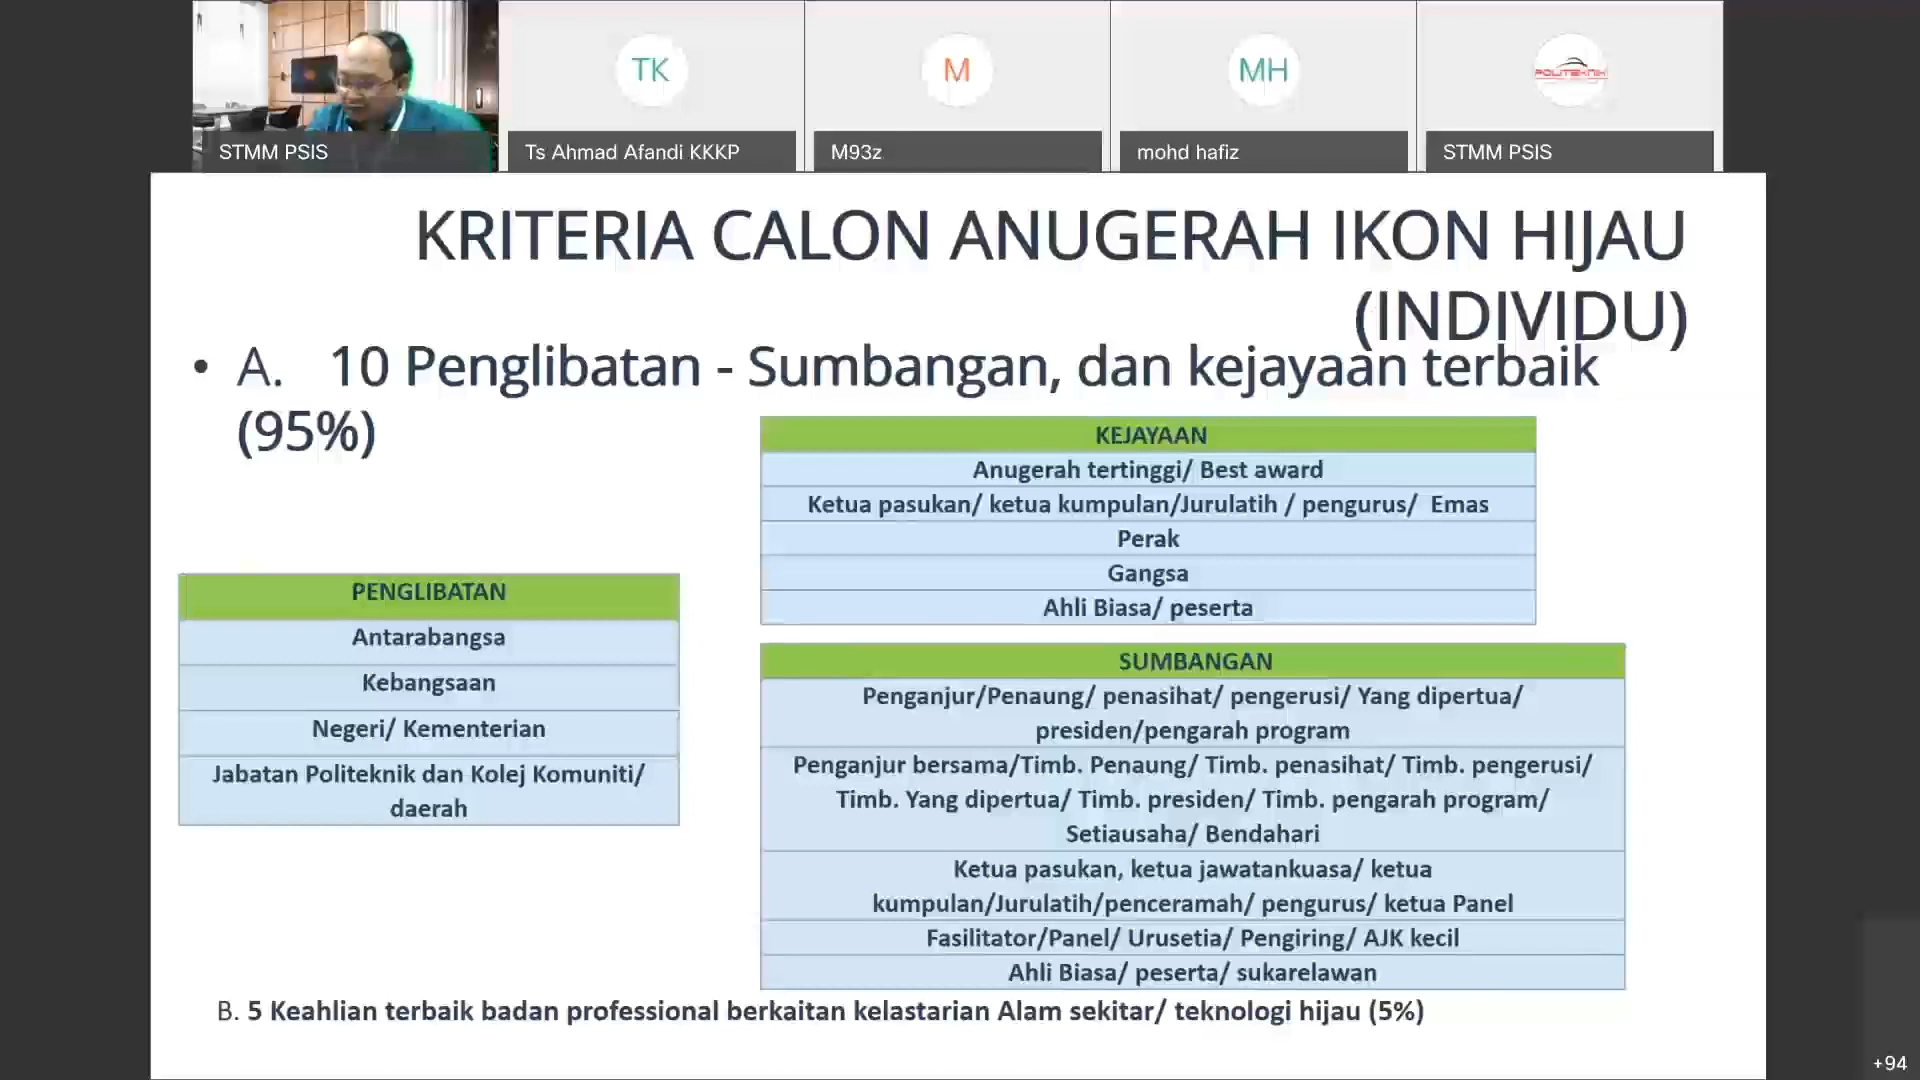 TK
M
MH
POLITEKNIK
STMM PSIS
Ts Ahmad Afandi KKKP
M93z
mohd hafiz
STMM PSIS
KRITERIA CALON ANUGERAH IKON HIJAU
(INDIVIDU)
• A. 10 Penglibatan - Sumbangan, dan kejayaan terbaik
(95%)
KEJAYAAN
Anugerah tertinggi/ Best award
Ketua pasukan/ ketua kumpulan/Jurulatih / pengurus/ Emas
Perak
Gangsa
Ahli Biasa/ peserta
PENGLIBATAN
Antarabangsa
Kebangsaan
Negeri/ Kementerian
Jabatan Politeknik dan Kolej Komuniti/
daerah
SUMBANGAN
Penganjur/Penaung/ penasihat/ pengerusi/ Yang dipertua/
presiden/pengarah program
Penganjur bersama/Timb. Penaung/ Timb. penasihat/ Timb. pengerusi/
Timb. Yang dipertua/ Timb. presiden/ Timb. pengarah program/
Setiausaha/ Bendahari
Ketua pasukan, ketua jawatankuasa/ ketua
kumpulan/Jurulatih/penceramah/ pengurus/ ketua Panel
Fasilitator/Panel/ Urusetia/ Pengiring/ AJK kecil
Ahli Biasa/ peserta/ sukarelawan
B. 5 Keahlian terbaik badan professional berkaitan kelastarian Alam sekitar/ teknologi hijau (5%)
+94